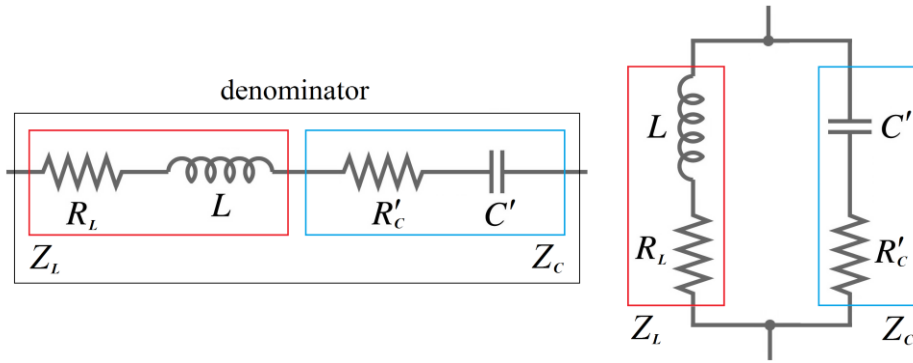 denominator
R_L
L
R'_C
C'
Z_L
Z_C
L
C'
R_L
R'_C
Z_L
Z_C